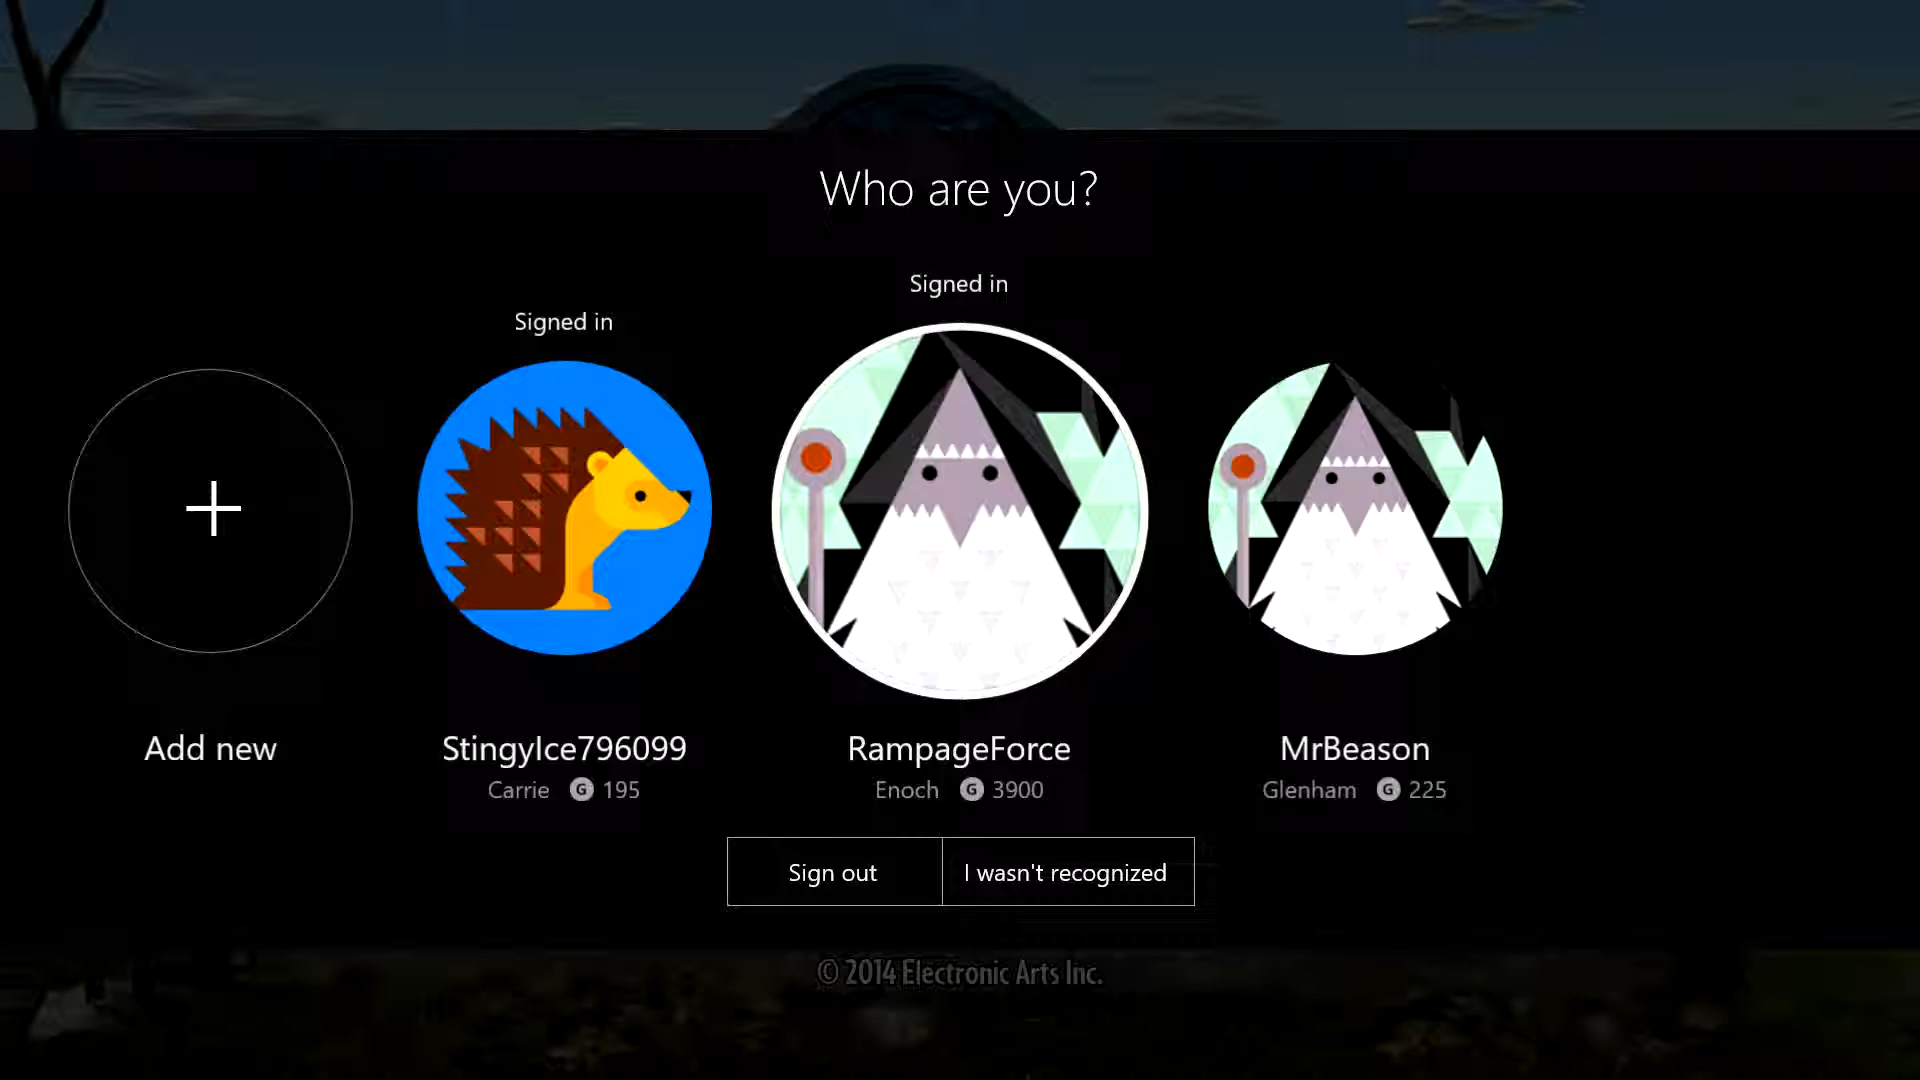 Who are you?
Signed in
Signed in
Add new
StingyIce796099
Carrie G 195
RampageForce
Enoch G 3900
MrBeason
Glenham G 225
Sign out
I wasn't recognized
© 2014 Electronic Arts Inc.